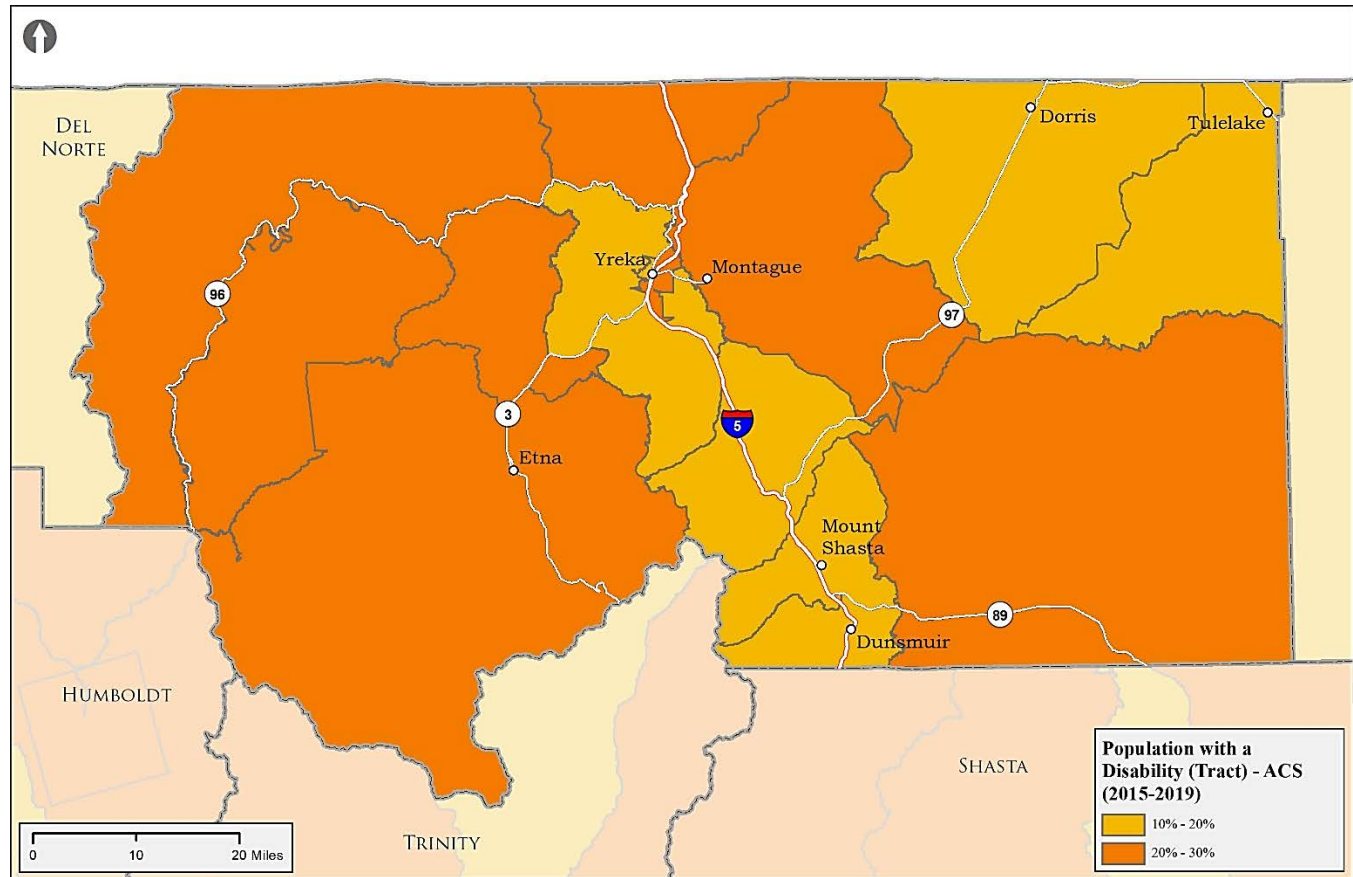 DEL
NORTE
Dorris
Tulelake
Yreka
Montague
96
97
3
5
Etna
Mount
Shasta
89
Dunsmuir
HUMBOLDT
SHASTA
TRINITY
0 10 20 Miles
Population with a
Disability (Tract) - ACS
(2015-2019)
10% - 20%
20% - 30%